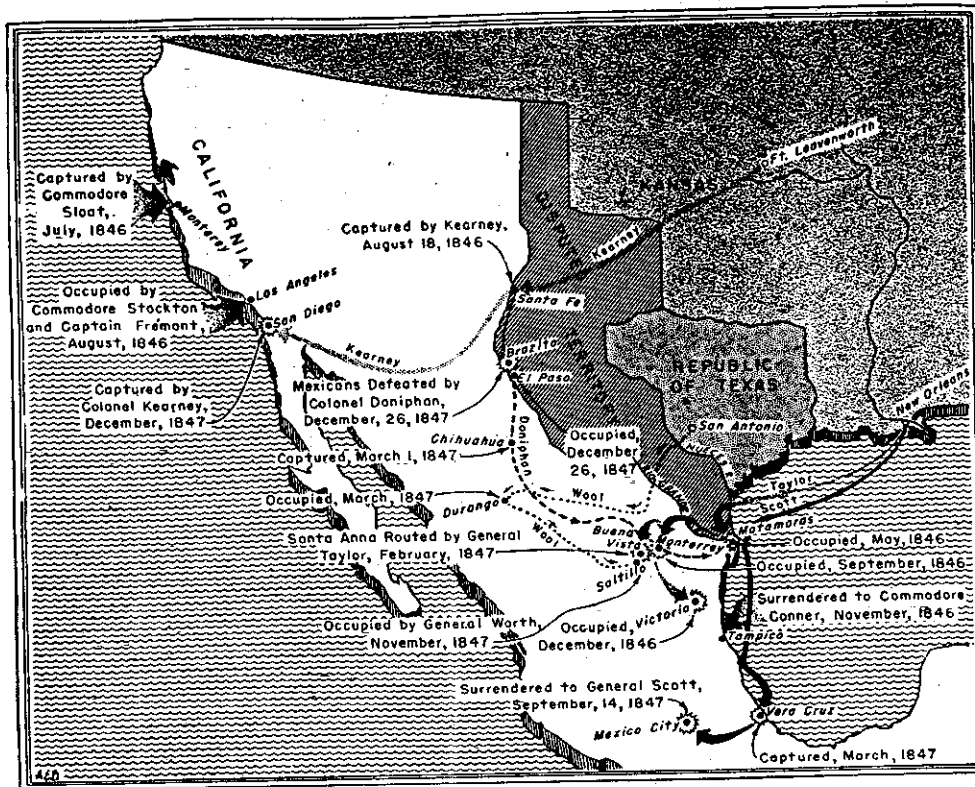 Ft. Leavenworth
KANSAS
CALIFORNIA
Captured by
Commodore
Sloat,
July, 1846
Monterey
Captured by Kearney,
August 18, 1846
DISPUTED
TERRITORY
Kearney
Santa Fe
Los Angeles
San Diego
Occupied by
Commodore Stockton
and Captain Frémont,
August, 1846
Kearney
Brazito
El Paso
REPUBLIC
OF TEXAS
New Orleans
Captured by
Colonel Kearney,
December, 1847
Mexicans Defeated by
Colonel Doniphan,
December, 26, 1847
San Antonio
Occupied,
December
26, 1847
Chihuahua
Doniphan
Captured, March 1, 1847
Taylor
Scott
Occupied, March, 1847
Durango
Wool
Matamoras
Santa Anna Routed by General
Taylor, February, 1847
Wool
Buena
Vista
Monterrey
Occupied, May, 1846
Occupied, September, 1846
Saltillo
Occupied by General Worth,
November, 1847
Occupied,
December, 1846
Victoria
Surrendered to Commodore
Conner, November, 1846
Tampico
Surrendered to General Scott,
September, 14, 1847
Mexico City
Vera Cruz
Captured, March, 1847